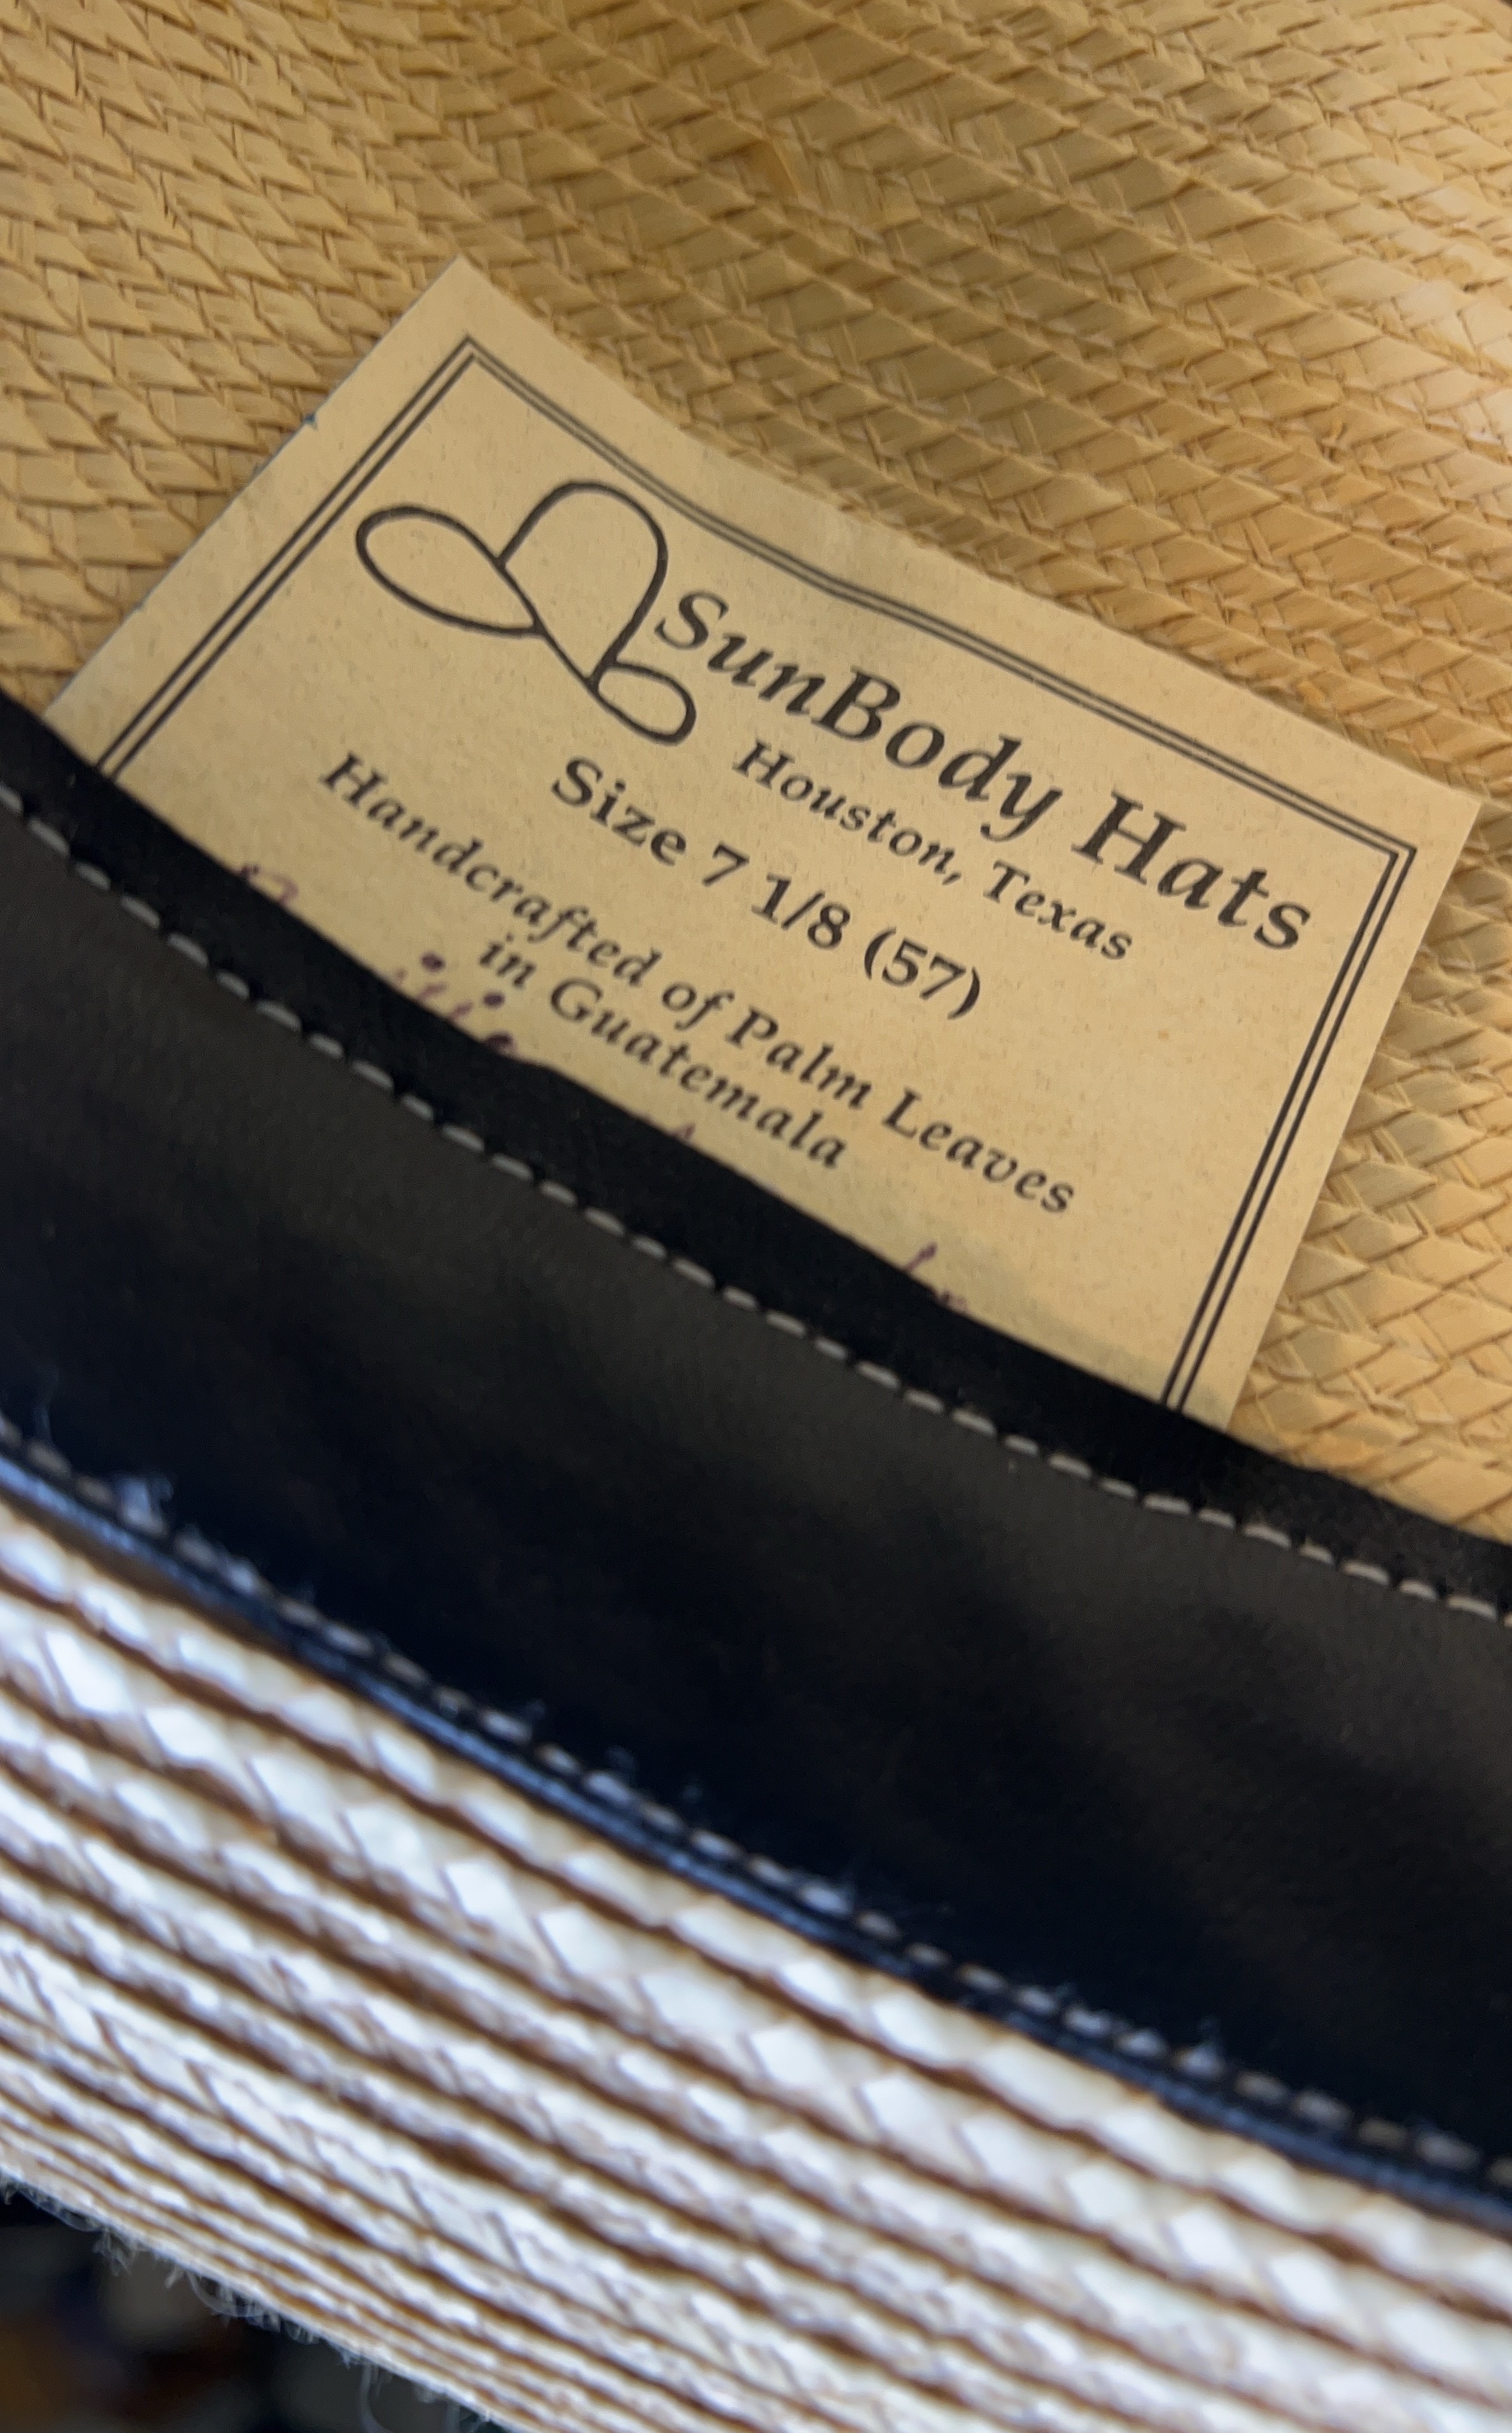 SunBody Hats
Houston, Texas
Size 7 1/8 (57)
Handcrafted of Palm Leaves
in Guatemala